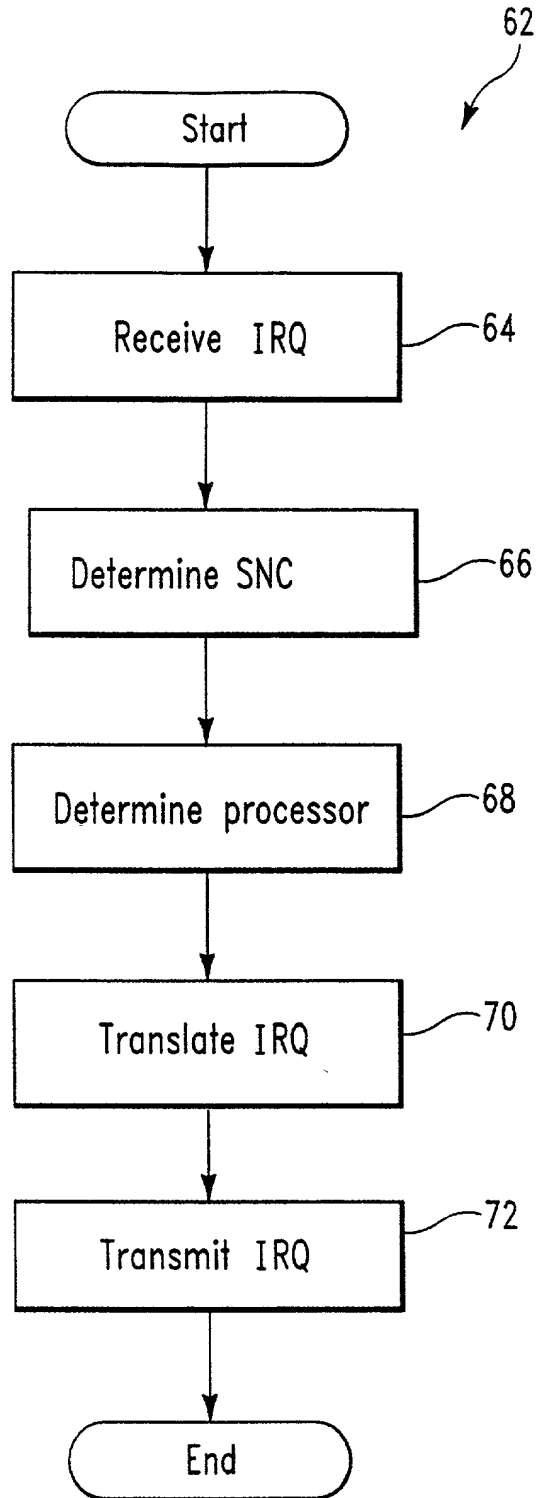 62
Start
Receive IRQ
64
Determine SNC
66
Determine processor
68
Translate IRQ
70
Transmit IRQ
72
End